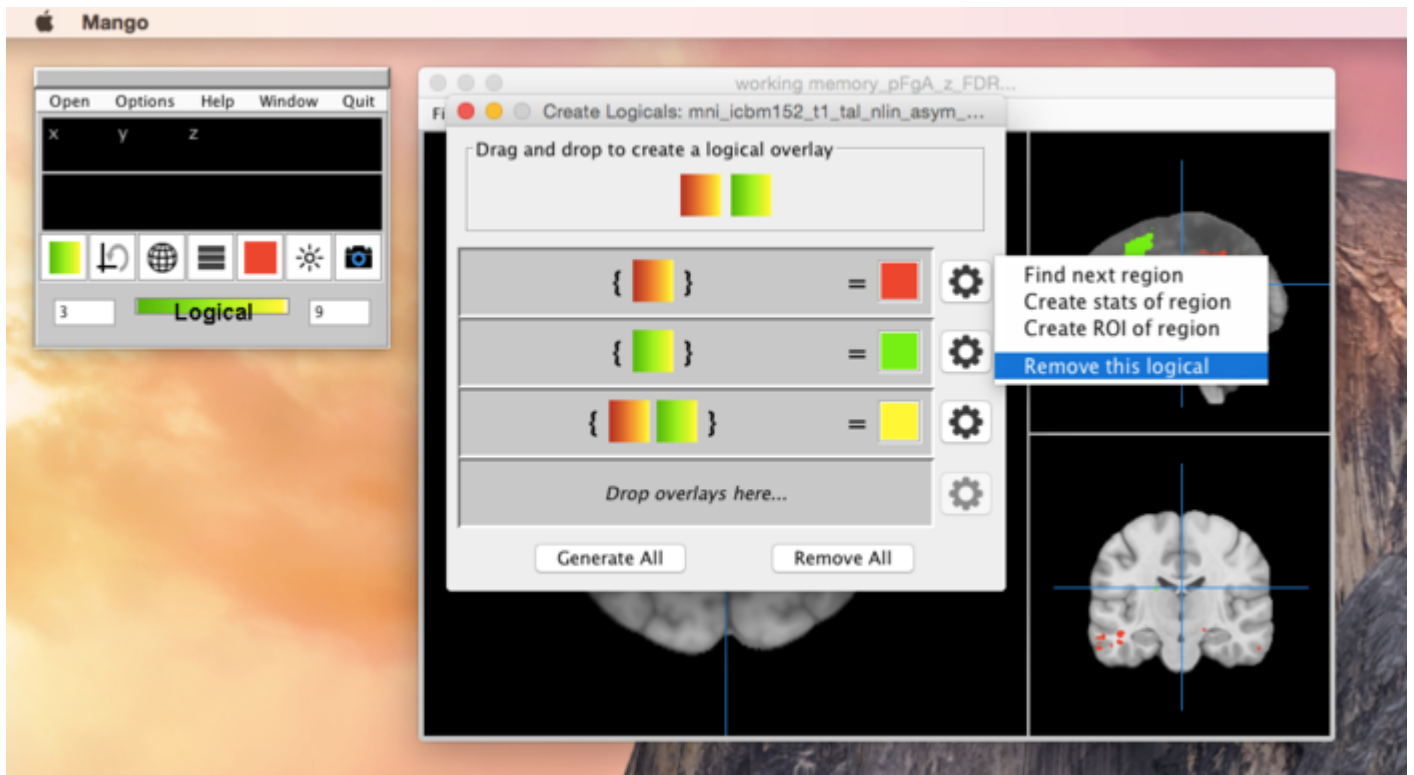 Mango
Open Options Help Window Quit
x y z
3 Logical 9
working memory_pFgA_z_FDR...
Fi
Create Logicals: mni_icbm152_t1_tal_nlin_asym_...
Drag and drop to create a logical overlay
{ } =
{ } =
{ } =
Drop overlays here...
Generate All Remove All
Find next region
Create stats of region
Create ROI of region
Remove this logical